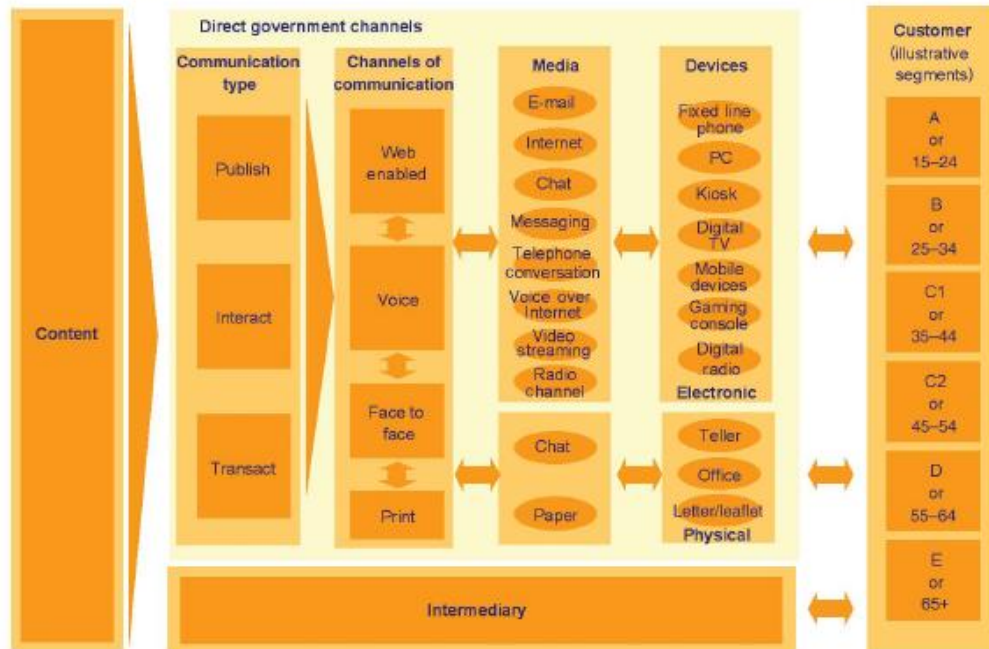 Direct government channels
Content
Communication
type
Publish
Interact
Transact
Channels of
communication
Web
enabled
Voice
Face to
face
Print
Media
E-mail
Internet
Chat
Messaging
Telephone
conversation
Voice over
Internet
Video
streaming
Radio
channel
Chat
Paper
Devices
Fixed line
phone
PC
Kiosk
Digital
TV
Mobile
devices
Gaming
console
Digital
radio
Electronic
Teller
Office
Letter/leaflet
Physical
Intermediary
Customer
(illustrative
segments)
A
or
15–24
B
or
25–34
C1
or
35–44
C2
or
45–54
D
or
55–64
E
or
65+